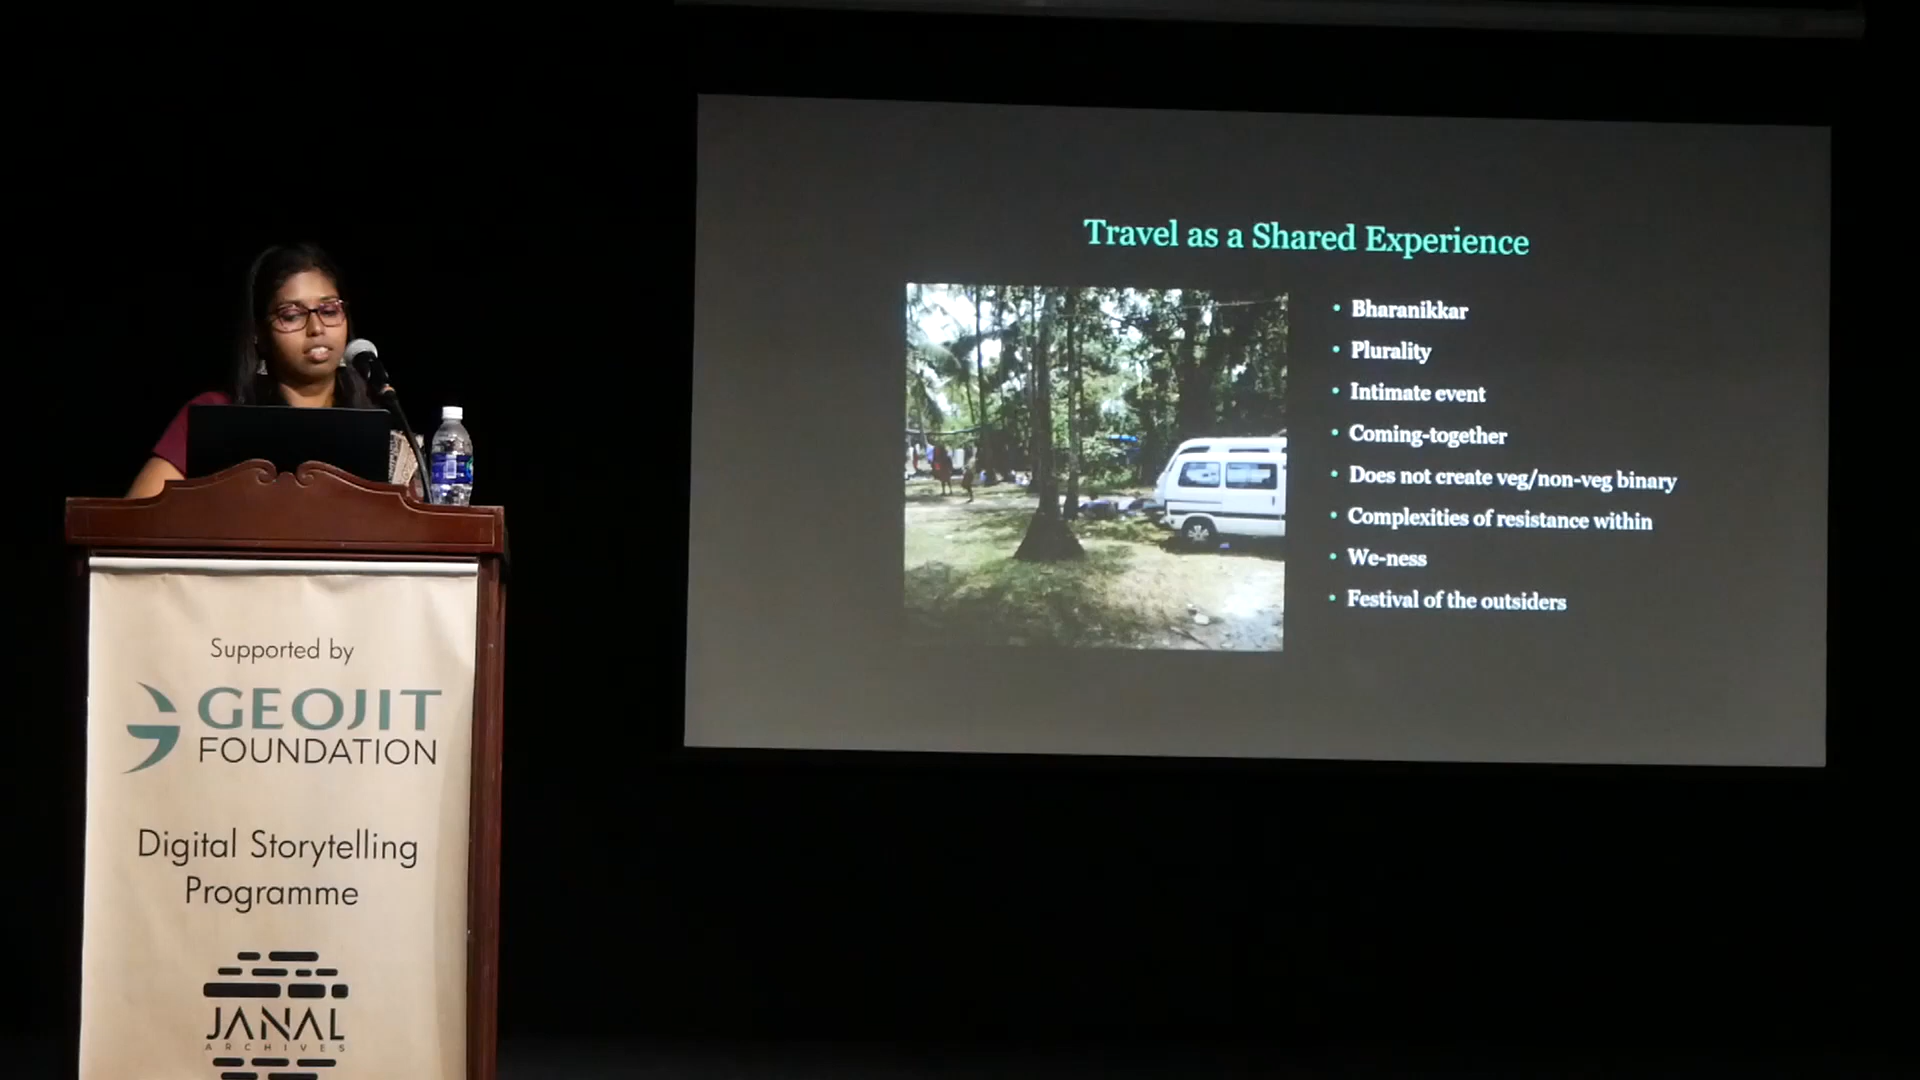 Travel as a Shared Experience
• Bharanikkar
• Plurality
• Intimate event
• Coming-together
• Does not create veg/non-veg binary
• Complexities of resistance within
• We-ness
• Festival of the outsiders
Supported by
GEOJIT
FOUNDATION
Digital Storytelling
Programme
JANAL
ARCHIVES